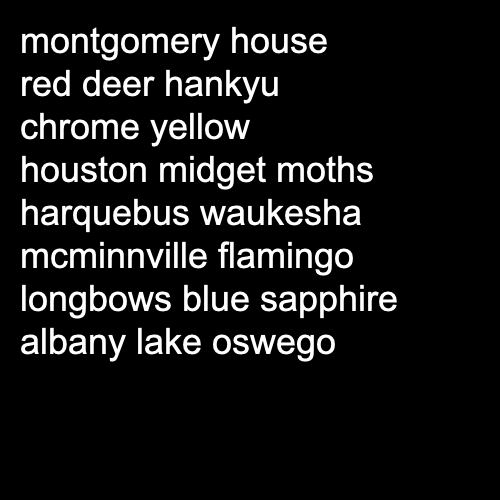 montgomery house
red deer hankyu
chrome yellow
houston midget moths
harquebus waukesha
mcminnville flamingo
longbows blue sapphire
albany lake oswego